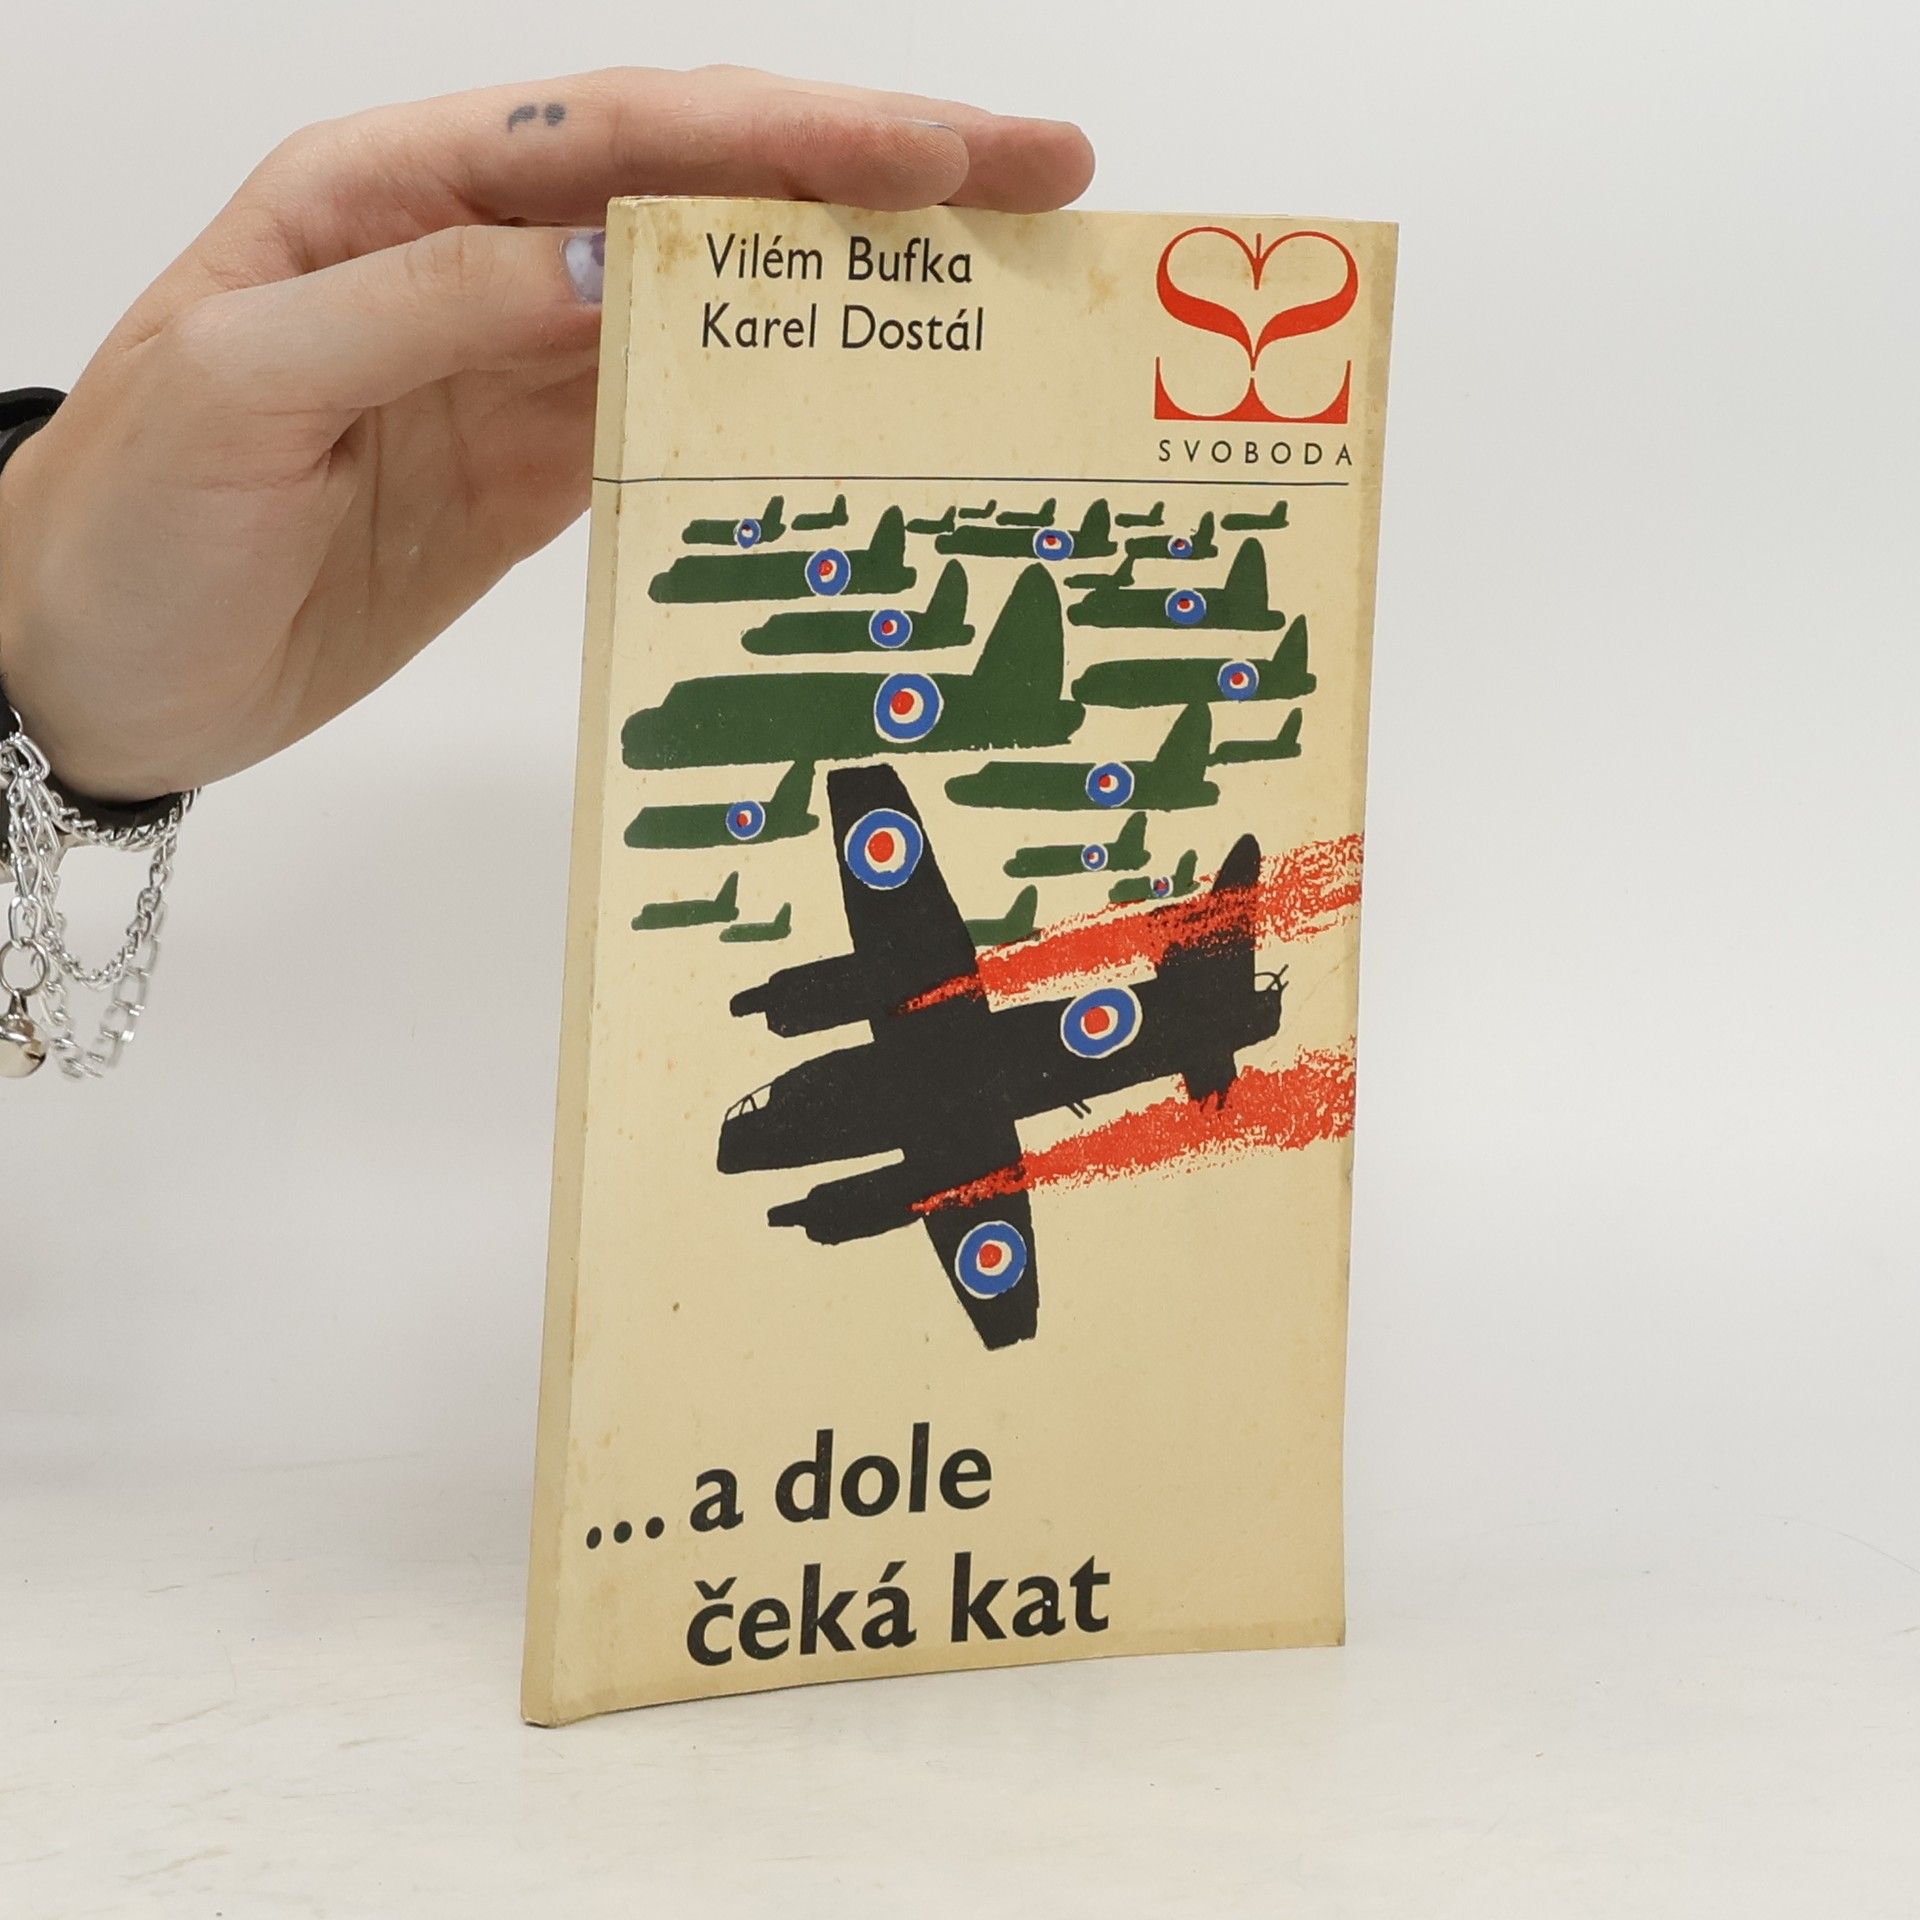 Vilém Bufka
Karel Dostál
SVOBODA
...a dole
čeká kat